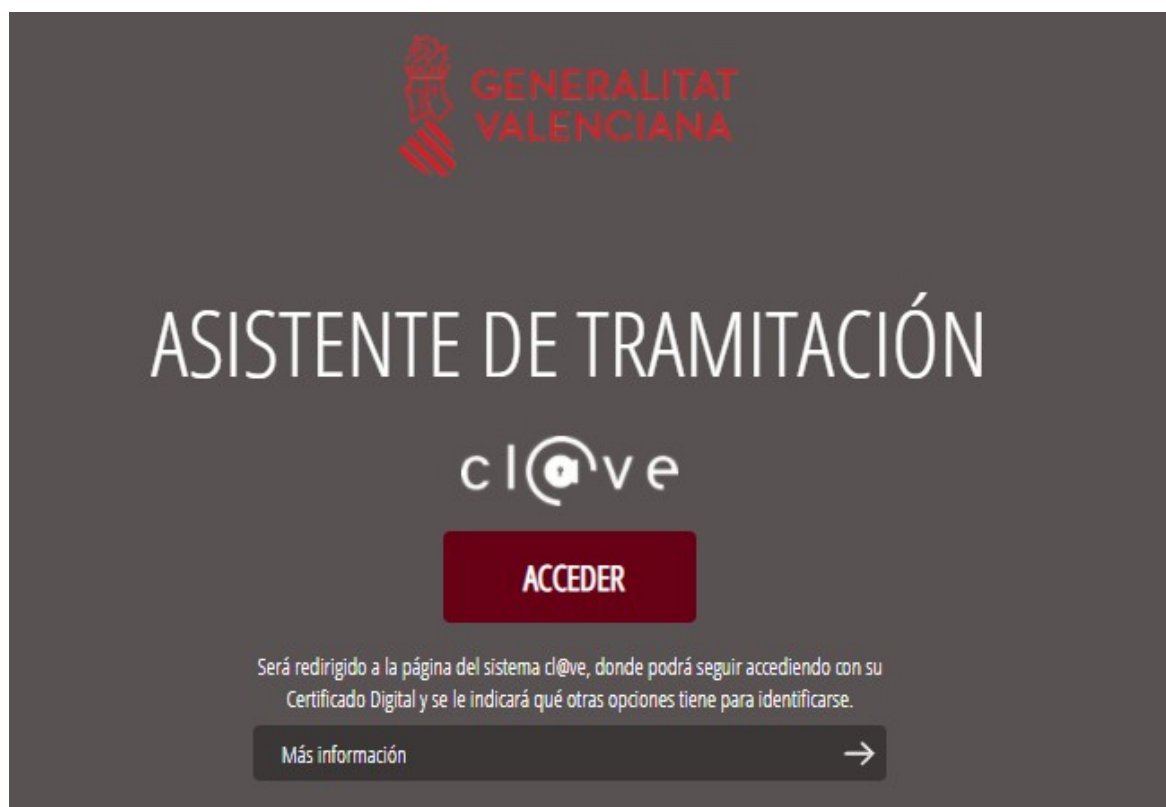 GENERALITAT
VALENCIANA
ASISTENTE DE TRAMITACIÓN
cl@ve
ACCEDER
Será redirigido a la página del sistema cl@ve, donde podrá seguir accediendo con su
Certificado Digital y se le indicará qué otras opciones tiene para identificarse.
Más información